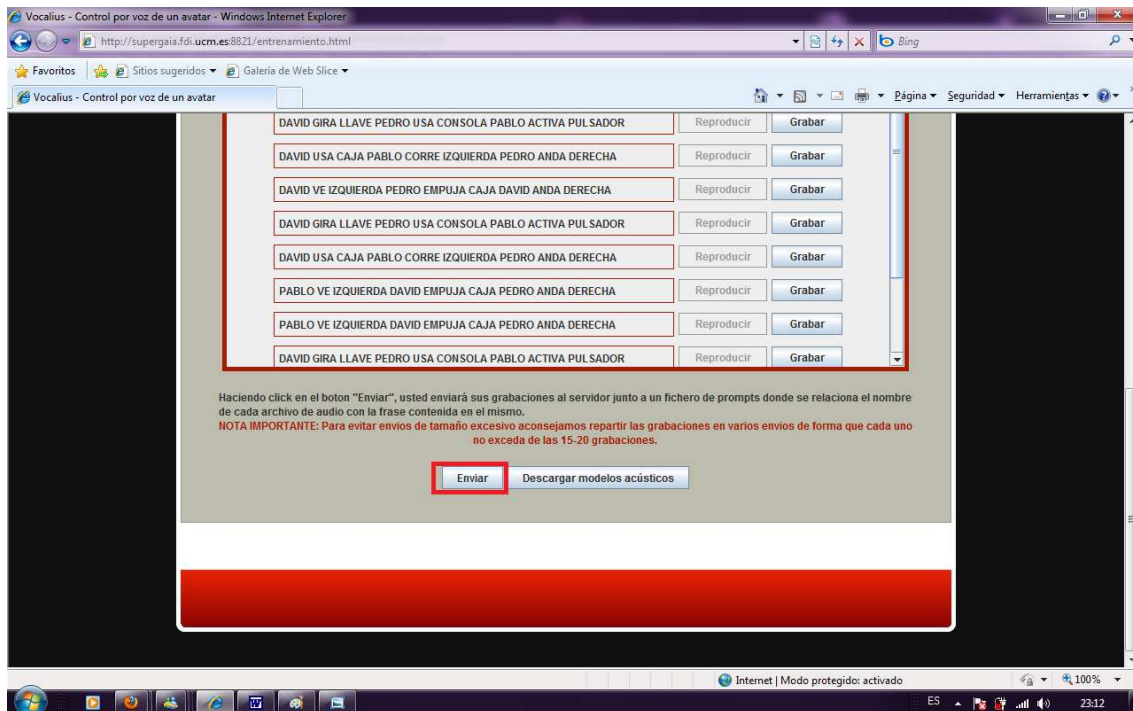 Vocalius - Control por voz de un avatar - Windows Internet Explorer
http://supergaia.fdi.ucm.es:8821/entrenamiento.html
Bing
Favoritos
Sitios sugeridos
Galería de Web Slice
Vocalius - Control por voz de un avatar
Página
Seguridad
Herramientas
DAVID GIRA LLAVE PEDRO USA CONSOLA PABLO ACTIVA PULSADOR Reproducir Grabar
DAVID USA CAJA PABLO CORRE IZQUIERDA PEDRO ANDA DERECHA Reproducir Grabar
DAVID VE IZQUIERDA PEDRO EMPUJA CAJA DAVID ANDA DERECHA Reproducir Grabar
DAVID GIRA LLAVE PEDRO USA CONSOLA PABLO ACTIVA PULSADOR Reproducir Grabar
DAVID USA CAJA PABLO CORRE IZQUIERDA PEDRO ANDA DERECHA Reproducir Grabar
PABLO VE IZQUIERDA DAVID EMPUJA CAJA PEDRO ANDA DERECHA Reproducir Grabar
PABLO VE IZQUIERDA DAVID EMPUJA CAJA PEDRO ANDA DERECHA Reproducir Grabar
DAVID GIRA LLAVE PEDRO USA CONSOLA PABLO ACTIVA PULSADOR Reproducir Grabar
Haciendo click en el boton "Enviar", usted enviará sus grabaciones al servidor junto a un fichero de prompts donde se relaciona el nombre
de cada archivo de audio con la frase contenida en el mismo.
NOTA IMPORTANTE: Para evitar envios de tamaño excesivo aconsejamos repartir las grabaciones en varios envios de forma que cada uno
no exceda de las 15-20 grabaciones.
Enviar Descargar modelos acústicos
Internet | Modo protegido: activado
100%
ES
23:12